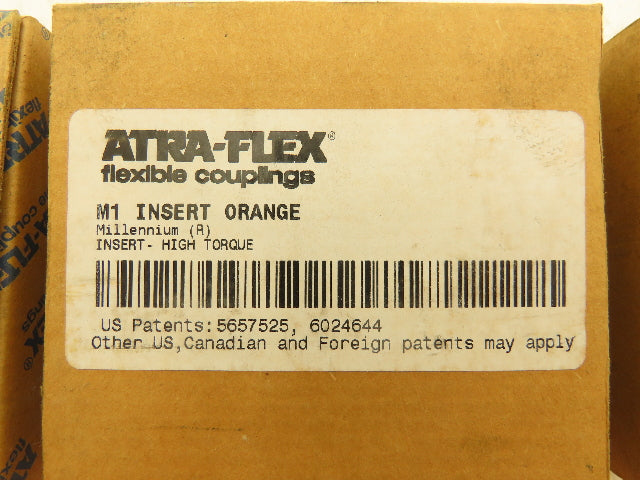 ATRA-FLEX®
flexible couplings
M1 INSERT ORANGE
Millennium (R)
INSERT- HIGH TORQUE
US Patents:5657525, 6024644
Other US,Canadian and Foreign patents may apply